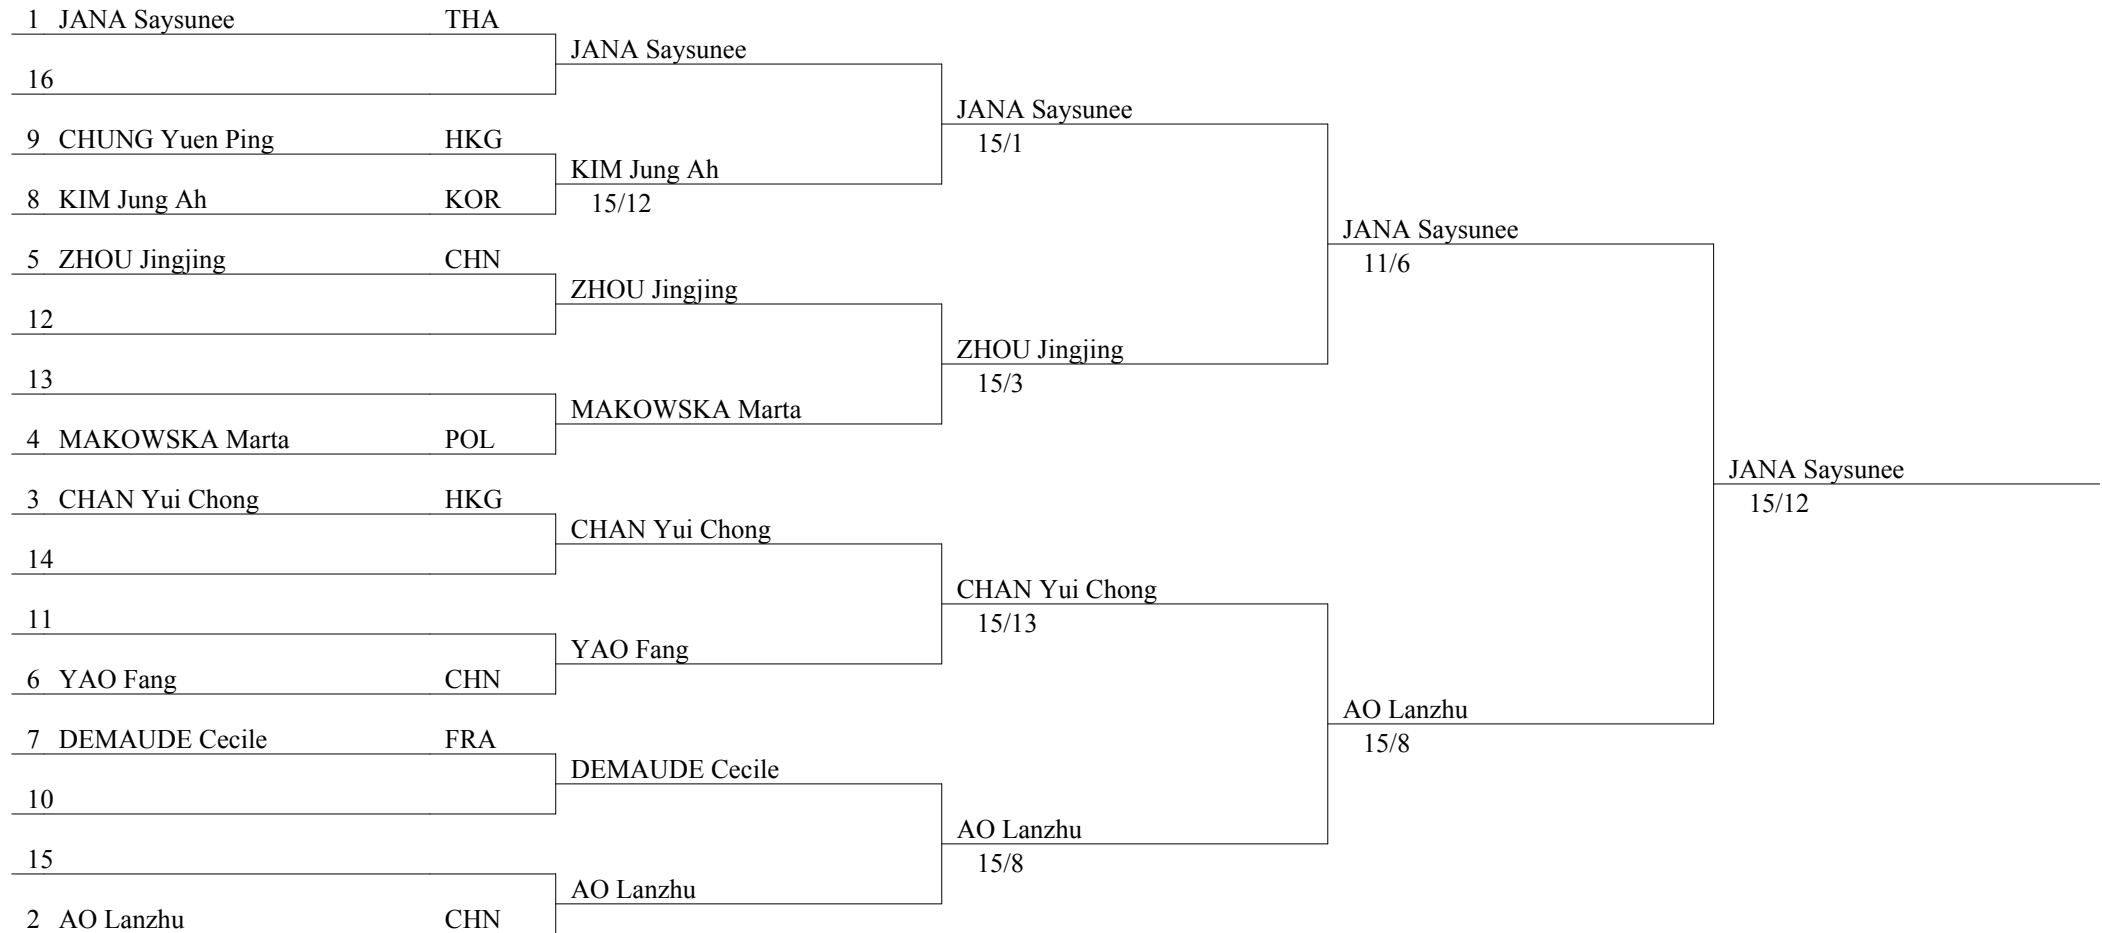 1 JANA Saysunee THA
JANA Saysunee
16
JANA Saysunee
15/1
9 CHUNG Yuen Ping HKG
KIM Jung Ah
15/12
8 KIM Jung Ah KOR
JANA Saysunee
11/6
5 ZHOU Jingjing CHN
ZHOU Jingjing
12
ZHOU Jingjing
15/3
13
MAKOWSKA Marta
4 MAKOWSKA Marta POL
JANA Saysunee
15/12
3 CHAN Yui Chong HKG
CHAN Yui Chong
14
CHAN Yui Chong
15/13
11
YAO Fang
6 YAO Fang CHN
AO Lanzhu
15/8
7 DEMAUDE Cecile FRA
DEMAUDE Cecile
10
AO Lanzhu
15/8
15
AO Lanzhu
2 AO Lanzhu CHN